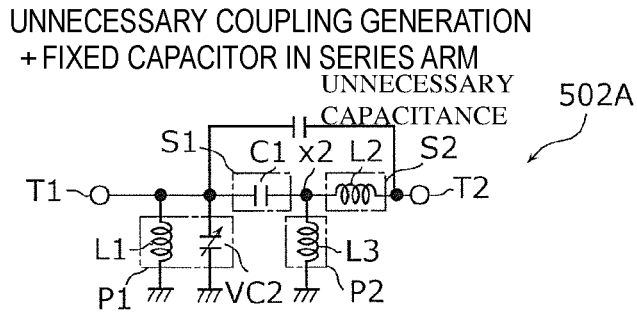 UNNECESSARY COUPLING GENERATION
+ FIXED CAPACITOR IN SERIES ARM
UNNECESSARY
CAPACITANCE
502A
S1
C1
x2
L2
S2
T1
T2
L1
L3
P1
VC2
P2